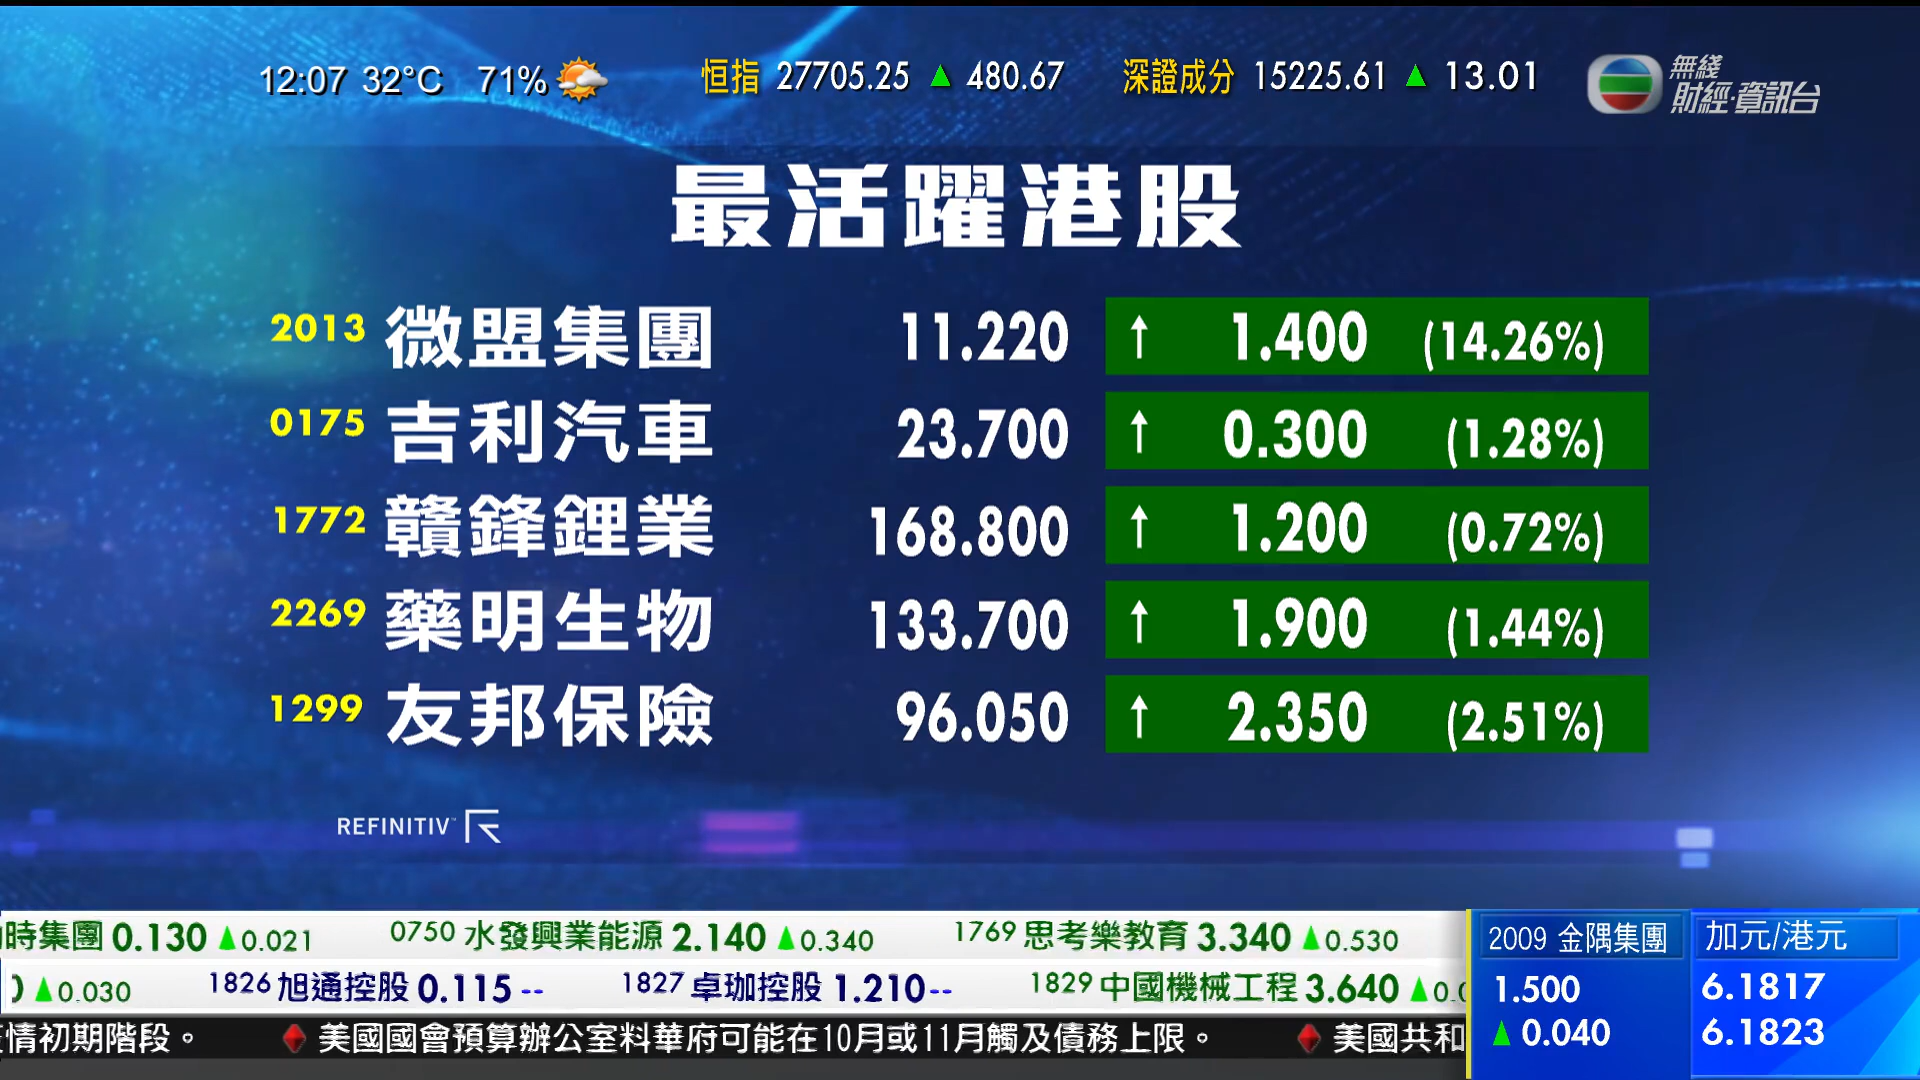 12:07 32°C 71% 恒指 27705.25 ▲ 480.67 深證成分 15225.61 ▲ 13.01
無綫
財經·資訊台
最活躍港股
2013 微盟集團 11.220 ↑ 1.400 (14.26%)
0175 吉利汽車 23.700 ↑ 0.300 (1.28%)
1772 贛鋒鋰業 168.800 ↑ 1.200 (0.72%)
2269 藥明生物 133.700 ↑ 1.900 (1.44%)
1299 友邦保險 96.050 ↑ 2.350 (2.51%)
REFINITIV
時集團 0.130 ▲0.021 0750 水發興業能源 2.140 ▲0.340 1769 思考樂教育 3.340 ▲0.530
▲0.030 1826 旭通控股 0.115 -- 1827 卓珈控股 1.210 -- 1829 中國機械工程 3.640 ▲0.0
情初期階段。 ◆ 美國國會預算辦公室料華府可能在10月或11月觸及債務上限。 ◆ 美國共和
2009 金隅集團
1.500
▲ 0.040
加元/港元
6.1817
6.1823